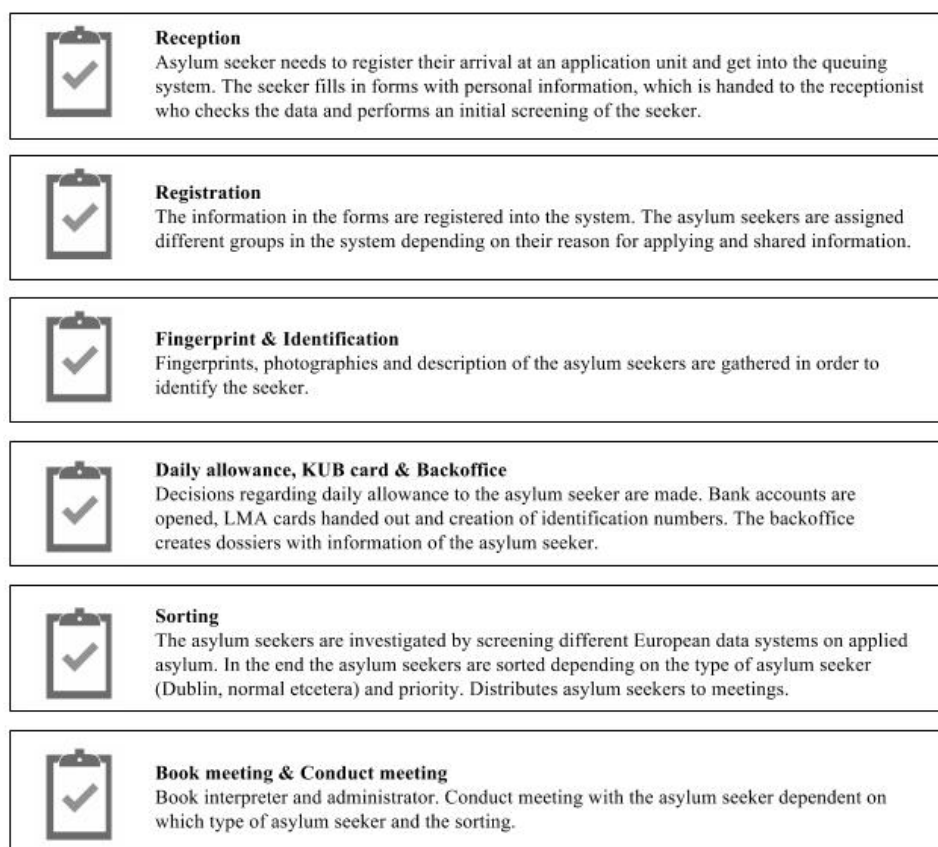 Reception
Asylum seeker needs to register their arrival at an application unit and get into the queuing
system. The seeker fills in forms with personal information, which is handed to the receptionist
who checks the data and performs an initial screening of the seeker.
Registration
The information in the forms are registered into the system. The asylum seekers are assigned
different groups in the system depending on their reason for applying and shared information.
Fingerprint & Identification
Fingerprints, photographies and description of the asylum seekers are gathered in order to
identify the seeker.
Daily allowance, KUB card & Backoffice
Decisions regarding daily allowance to the asylum seeker are made. Bank accounts are
opened, LMA cards handed out and creation of identification numbers. The backoffice
creates dossiers with information of the asylum seeker.
Sorting
The asylum seekers are investigated by screening different European data systems on applied
asylum. In the end the asylum seekers are sorted depending on the type of asylum seeker
(Dublin, normal etcetera) and priority. Distributes asylum seekers to meetings.
Book meeting & Conduct meeting
Book interpreter and administrator. Conduct meeting with the asylum seeker dependent on
which type of asylum seeker and the sorting.